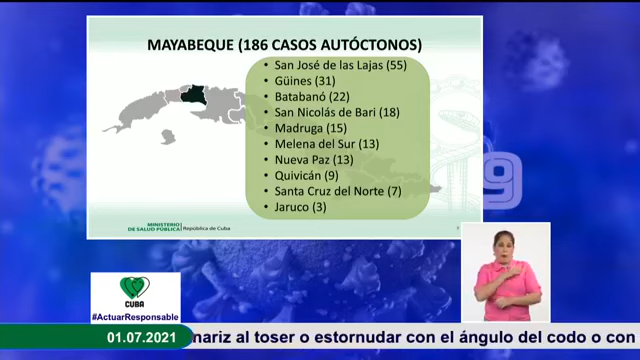 MAYABEQUE (186 CASOS AUTÓCTONOS)
• San José de las Lajas (55)
• Güines (31)
• Batabanó (22)
• San Nicolás de Bari (18)
• Madruga (15)
• Melena del Sur (13)
• Nueva Paz (13)
• Quivicán (9)
• Santa Cruz del Norte (7)
• Jaruco (3)
MINISTERIO
DE SALUD PÚBLICA
República de Cuba
9
CUBA
#ActuarResponsable
01.07.2021
nariz al toser o estornudar con el ángulo del codo o con